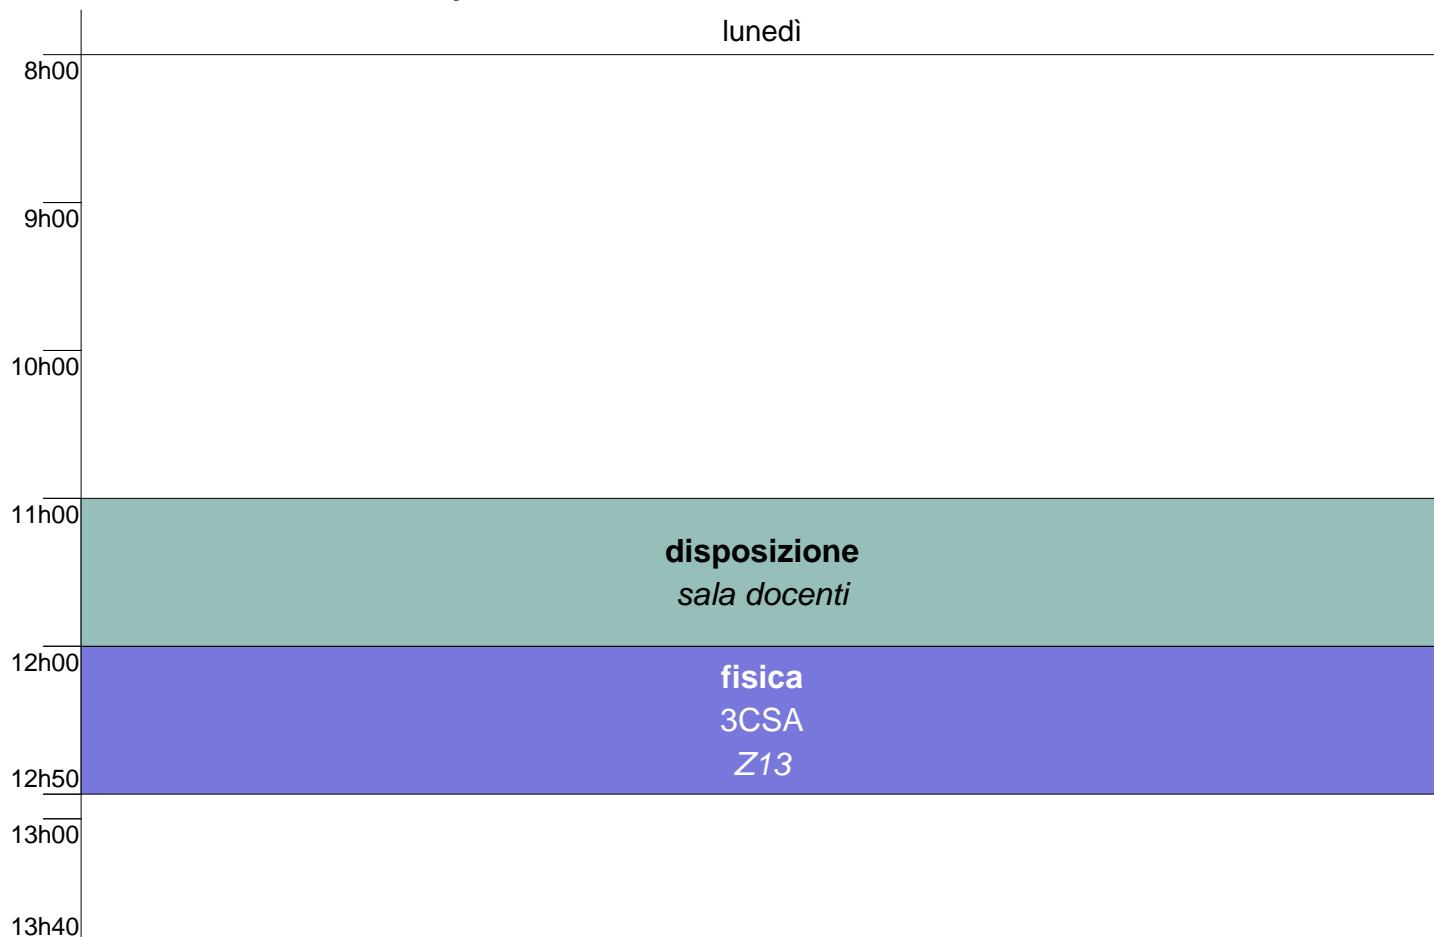 lunedì
8h00
9h00
10h00
11h00
disposizione
sala docenti
12h00
fisica
3CSA
Z13
12h50
13h00
13h40